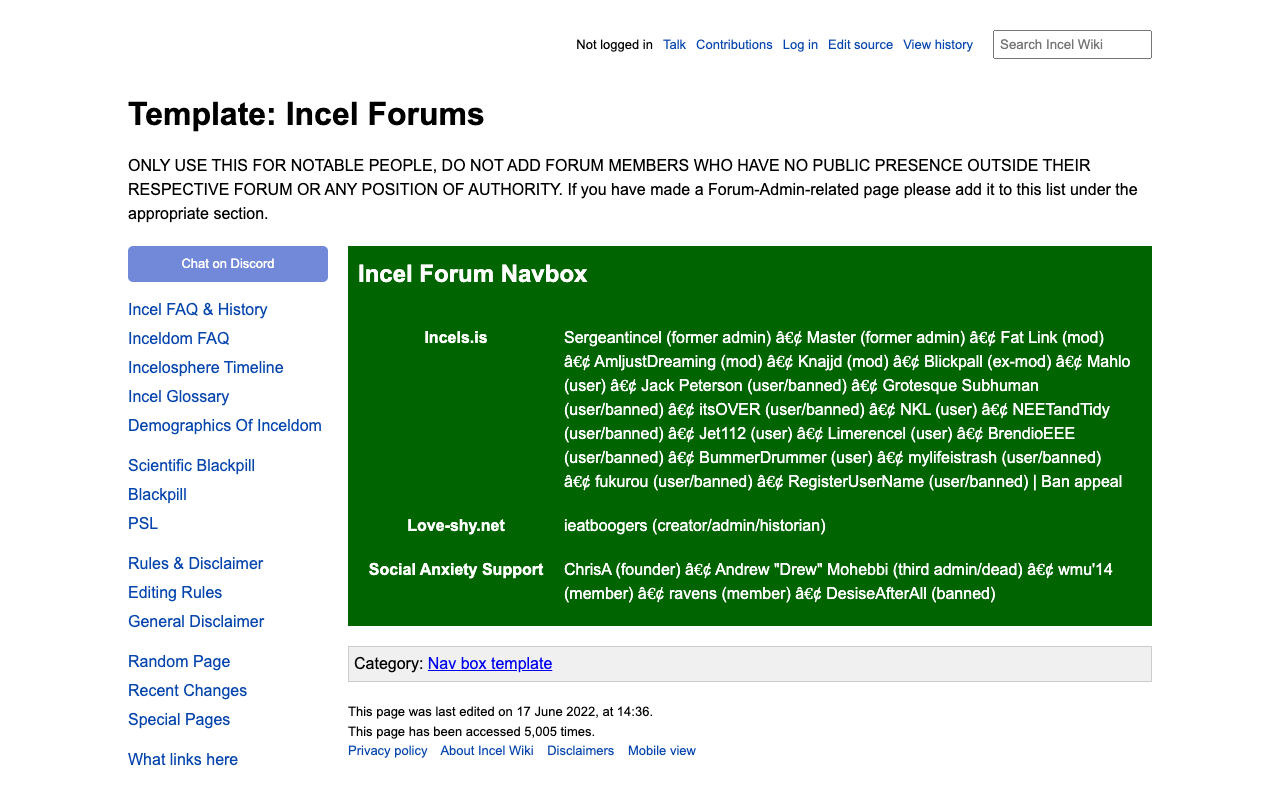 Not logged in Talk Contributions Log in Edit source View history Search Incel Wiki
Template: Incel Forums
ONLY USE THIS FOR NOTABLE PEOPLE, DO NOT ADD FORUM MEMBERS WHO HAVE NO PUBLIC PRESENCE OUTSIDE THEIR
RESPECTIVE FORUM OR ANY POSITION OF AUTHORITY. If you have made a Forum-Admin-related page please add it to this list under the
appropriate section.
Chat on Discord
Incel FAQ & History
Inceldom FAQ
Incelosphere Timeline
Incel Glossary
Demographics Of Inceldom
Scientific Blackpill
Blackpill
PSL
Rules & Disclaimer
Editing Rules
General Disclaimer
Random Page
Recent Changes
Special Pages
What links here
Incel Forum Navbox
Incels.is
Sergeantincel (former admin) â€¢ Master (former admin) â€¢ Fat Link (mod)
â€¢ AmIjustDreaming (mod) â€¢ Knajjd (mod) â€¢ Blickpall (ex-mod) â€¢ Mahlo
(user) â€¢ Jack Peterson (user/banned) â€¢ Grotesque Subhuman
(user/banned) â€¢ itsOVER (user/banned) â€¢ NKL (user) â€¢ NEETandTidy
(user/banned) â€¢ Jet112 (user) â€¢ Limerencel (user) â€¢ BrendioEEE
(user/banned) â€¢ BummerDrummer (user) â€¢ mylifeistrash (user/banned)
â€¢ fukurou (user/banned) â€¢ RegisterUserName (user/banned) | Ban appeal
Love-shy.net
ieatboogers (creator/admin/historian)
Social Anxiety Support
ChrisA (founder) â€¢ Andrew "Drew" Mohebbi (third admin/dead) â€¢ wmu'14
(member) â€¢ ravens (member) â€¢ DesiseAfterAll (banned)
Category: Nav box template
This page was last edited on 17 June 2022, at 14:36.
This page has been accessed 5,005 times.
Privacy policy About Incel Wiki Disclaimers Mobile view